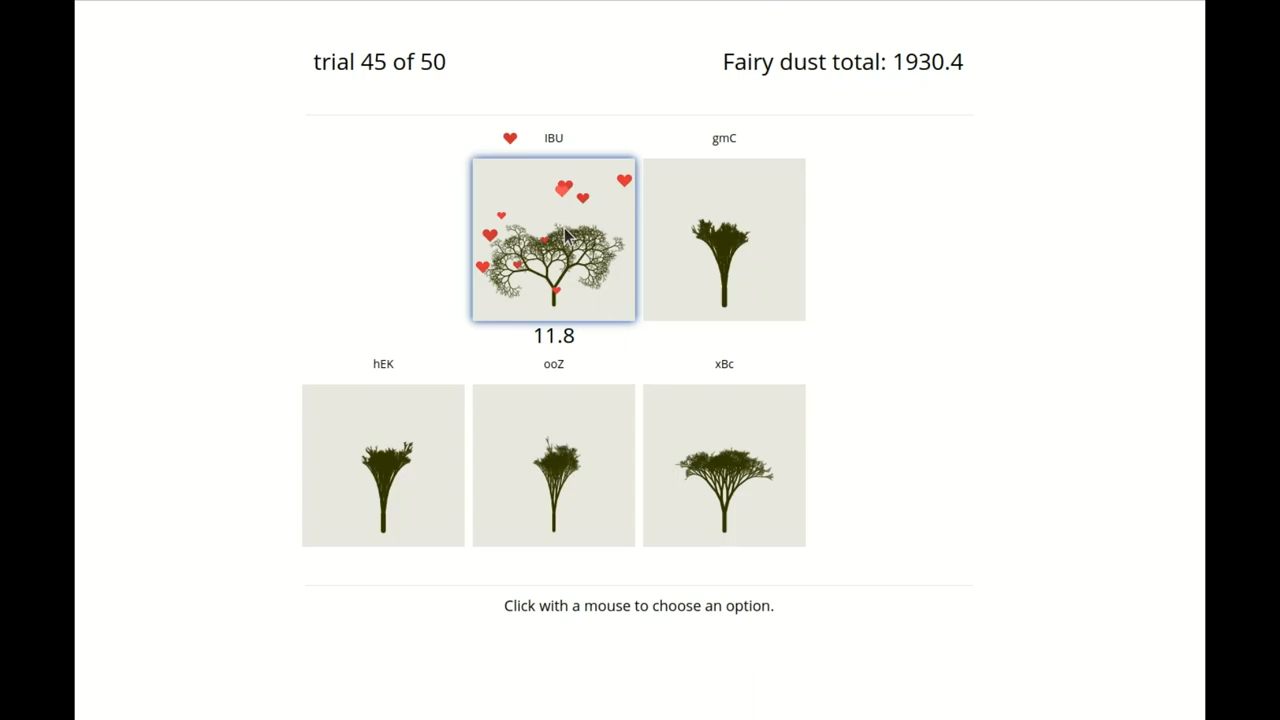 trial 45 of 50
Fairy dust total: 1930.4
IBU
gmC
11.8
hEK
ooZ
xBc
Click with a mouse to choose an option.